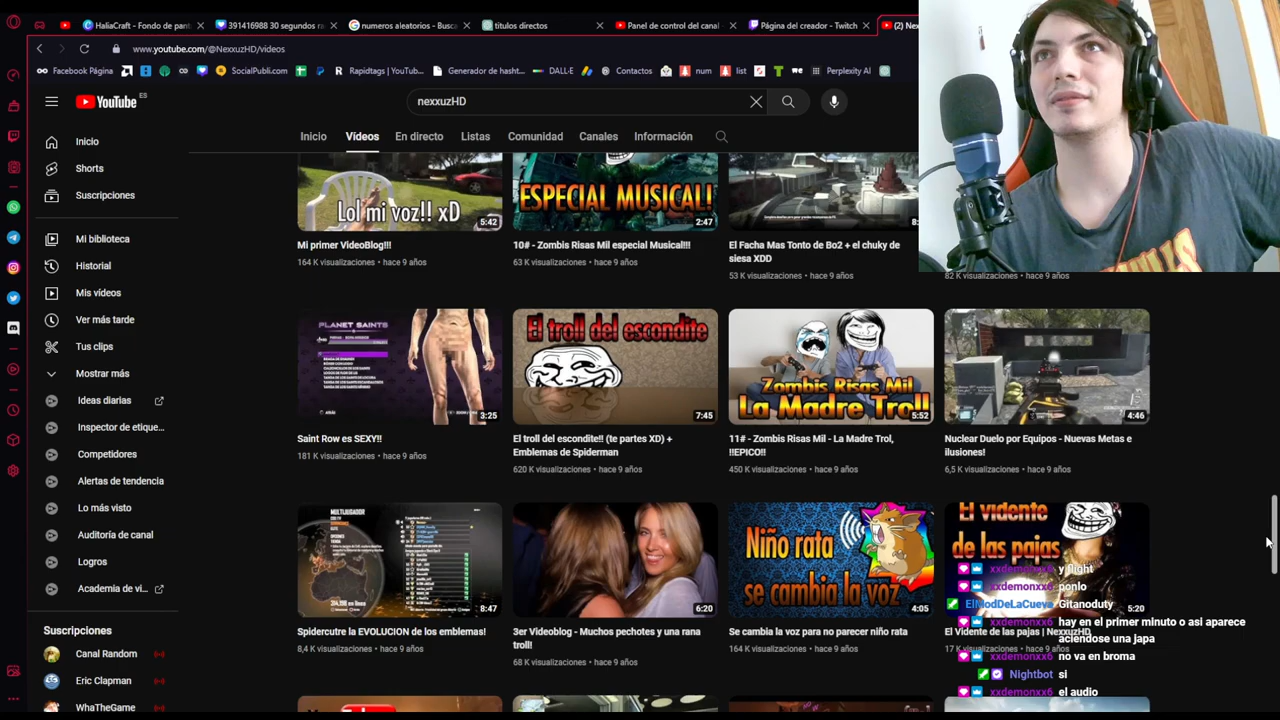 HaliaCraft - Fondo de pant
391416988 30 segundos ra
numeros aleatorios - Busca
titulos directos
Panel de control del canal
Página del creador - Twitch
(2) Nex
www.youtube.com/@NexxuzHD/videos
Facebook Página
SocialPubli.com
Rapidtags | YouTub...
Generador de hasht...
DALL·E
Contacts
num
list
Perplexity AI
YouTube ES
nexxuzHD
Inicio
Vídeos
En directo
Listas
Comunidad
Canales
Información
Inicio
Shorts
Suscripciones
Mi biblioteca
Historial
Mis vídeos
Ver más tarde
Tus clips
Mostrar más
Ideas diarias
Inspector de etique...
Competidores
Alertas de tendencia
Lo más visto
Auditoría de canal
Logros
Academia de vi...
Suscripciones
Canal Random
Eric Clapman
WhaTheGame
Lol mi voz!! xD
5:42
Mi primer VideoBlog!!!
164 K visualizaciones • hace 9 años
ESPECIAL MUSICAL!
2:47
10# - Zombis Risas Mil especial Musical!!!
63 K visualizaciones • hace 9 años
8:
El Facha Mas Tonto de Bo2 + el chuky de
siesa XDD
53 K visualizaciones • hace 9 años
82 K visualizaciones • hace 9 años
PLANET SAINTS
3:25
Saint Row es SEXY!!
181 K visualizaciones • hace 9 años
El troll del escondite
7:45
El troll del escondite!! (te partes XD) +
Emblemas de Spiderman
620 K visualizaciones • hace 9 años
Zombis Risas Mil
La Madre Troll
5:52
11# - Zombis Risas Mil - La Madre Trol,
!!EPICO!!
450 K visualizaciones • hace 9 años
4:46
Nuclear Duelo por Equipos - Nuevas Metas e
ilusiones!
6,5 K visualizaciones • hace 9 años
MULTIJUGADOR
8:47
Spidercutre la EVOLUCION de los emblemas!
8,4 K visualizaciones • hace 9 años
6:20
3er Videoblog - Muchos pechotes y una rana
troll!
68 K visualizaciones • hace 9 años
Niño rata
se cambia la voz
4:05
Se cambia la voz para no parecer niño rata
164 K visualizaciones • hace 9 años
El vidente
de las pajas
5:20
El Vidente de las pajas | NexxuzHD
17 K visualizaciones • hace 9 años
xxdemonxx6 y flight
xxdemonxx6 ponlo
ElModDeLaCueva Gitanoduty
xxdemonxx6 hay en el primer minuto o asi aparece
aciendose una japa
xxdemonxx6 no va en broma
Nightbot si
xxdemonxx6 el audio